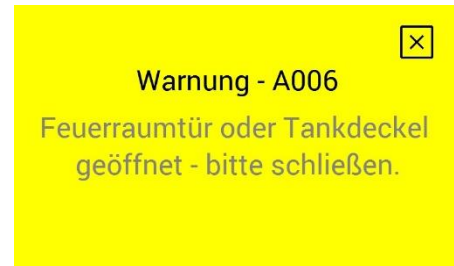 Warnung - A006
Feuerraumtür oder Tankdeckel
geöffnet - bitte schließen.